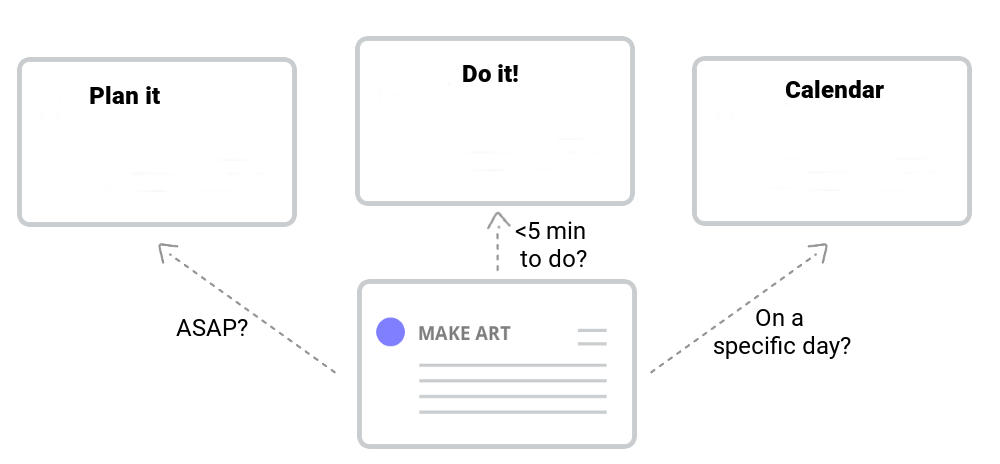 Plan it
Do it!
Calendar
<5 min
to do?
ASAP?
On a
specific day?
MAKE ART